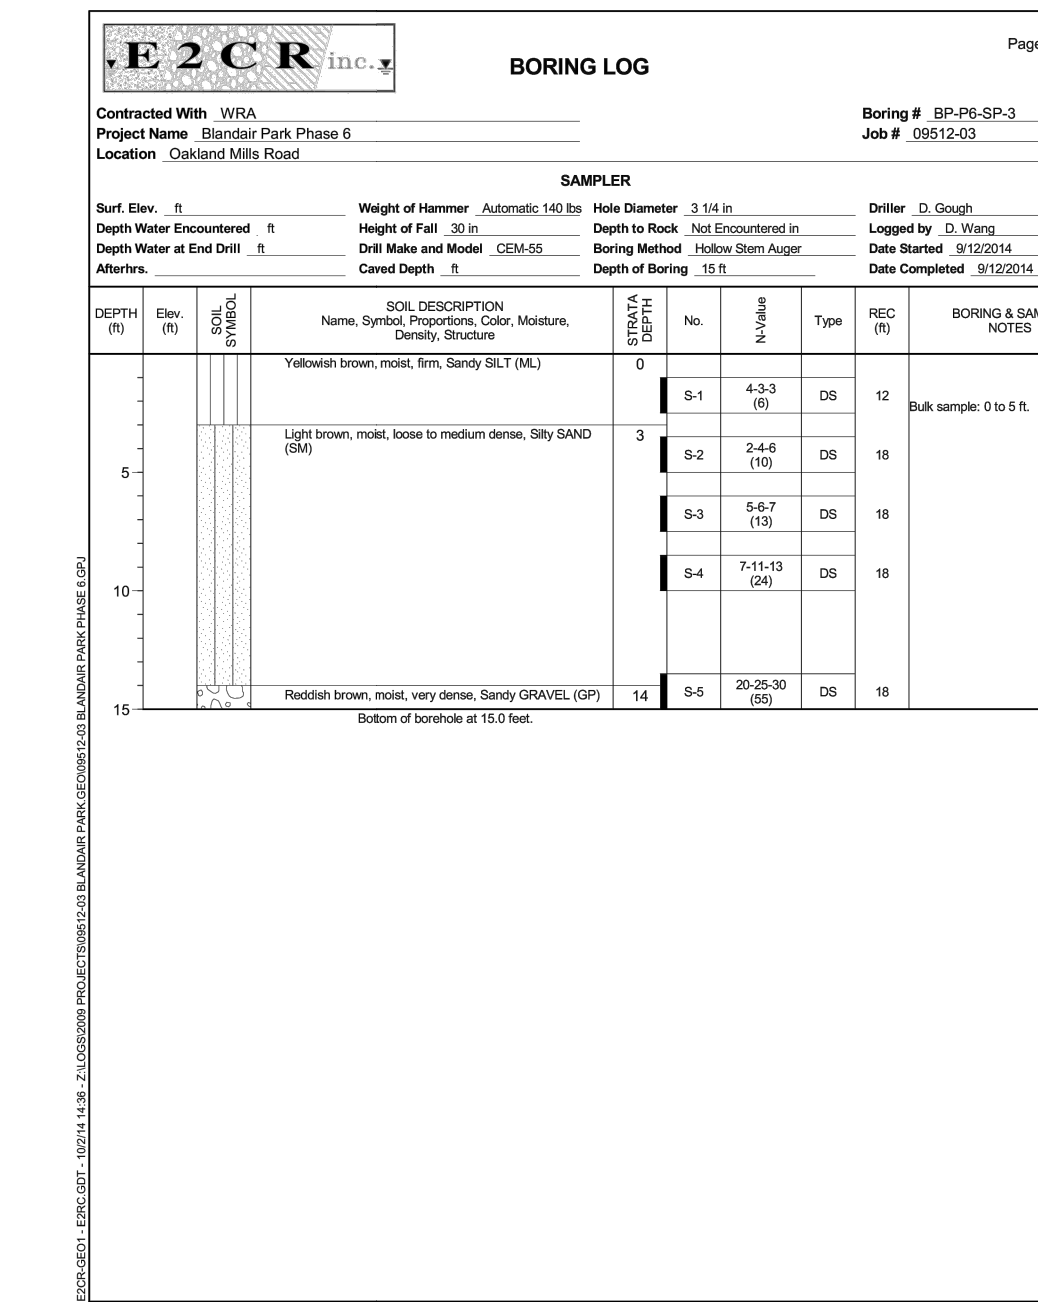 E2CR inc.
BORING LOG
Page
Contracted With WRA
Boring # BP-P6-SP-3
Project Name Blandair Park Phase 6
Job # 09512-03
Location Oakland Mills Road
SAMPLER
Surf. Elev. ft Weight of Hammer Automatic 140 lbs Hole Diameter 3 1/4 in Driller D. Gough
Depth Water Encountered ft Height of Fall 30 in Depth to Rock Not Encountered in Logged by D. Wang
Depth Water at End Drill ft Drill Make and Model CEM-55 Boring Method Hollow Stem Auger Date Started 9/12/2014
Afterhrs. Caved Depth ft Depth of Boring 15 ft Date Completed 9/12/2014
DEPTH
(ft)
Elev.
(ft)
SOIL
SYMBOL
SOIL DESCRIPTION
Name, Symbol, Proportions, Color, Moisture,
Density, Structure
STRATA
DEPTH
No.
N-Value
Type
REC
(ft)
BORING & SAM
NOTES
Yellowish brown, moist, firm, Sandy SILT (ML) 0
S-1 4-3-3
(6) DS 12
Bulk sample: 0 to 5 ft.
Light brown, moist, loose to medium dense, Silty SAND
(SM)
3
S-2 2-4-6
(10) DS 18
5
S-3 5-6-7
(13) DS 18
S-4 7-11-13
(24) DS 18
10
Reddish brown, moist, very dense, Sandy GRAVEL (GP) 14
S-5 20-25-30
(55) DS 18
15
Bottom of borehole at 15.0 feet.
E2CR-GEO1 - E2RC.GDT - 10/2/14 14:36 - Z:\LOGS\2009 PROJECTS\09512-03 BLANDAIR PARK.GEO\09512-03 BLANDAIR PARK PHASE 6.GPJ